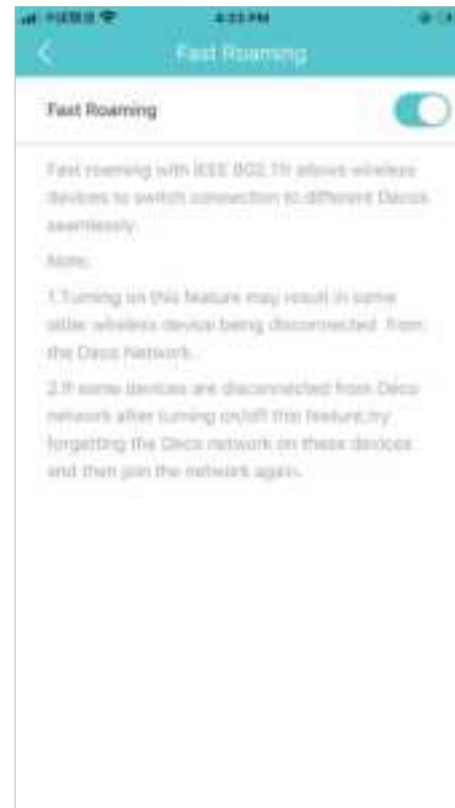 4:23 PM
Fast Roaming
Fast Roaming
Fast roaming with IEEE 802.11r allows wireless
devices to switch connection to different Decos
seamlessly.
Note:
1.Turning on this feature may result in some
older wireless device being disconnected from
the Deco Network.
2.If some devices are disconnected from Deco
network after turning on/off this feature,try
forgetting the Deco network on these devices
and then join the network again.